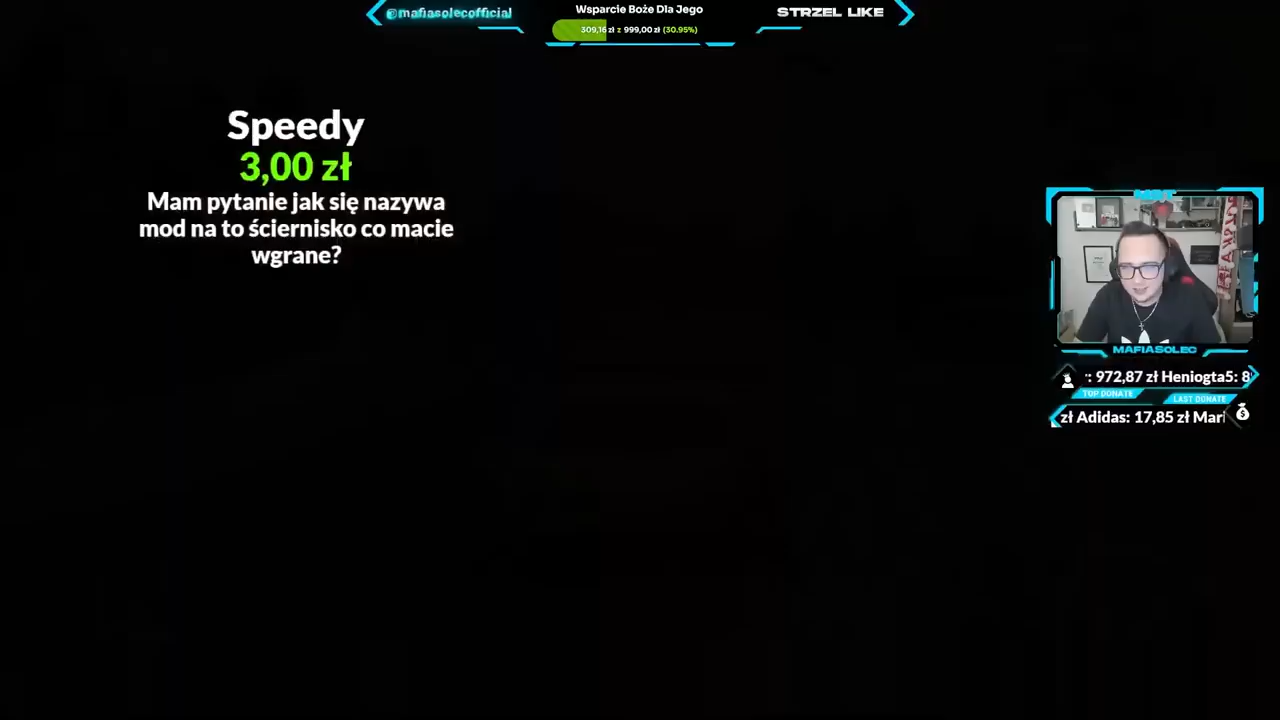 @mafiasolecofficial
Wsparcie Boże Dla Jego
309,16 zł z 999,00 zł (30.95%)
STRZEL LIKE
Speedy
3,00 zł
Mam pytanie jak się nazywa
mod na to ściernisko co macie
wgrane?
MAFIASOLEC
: 972,87 zł Heniogta5: 8
TOP DONATE
LAST DONATE
zł Adidas: 17,85 zł Mari